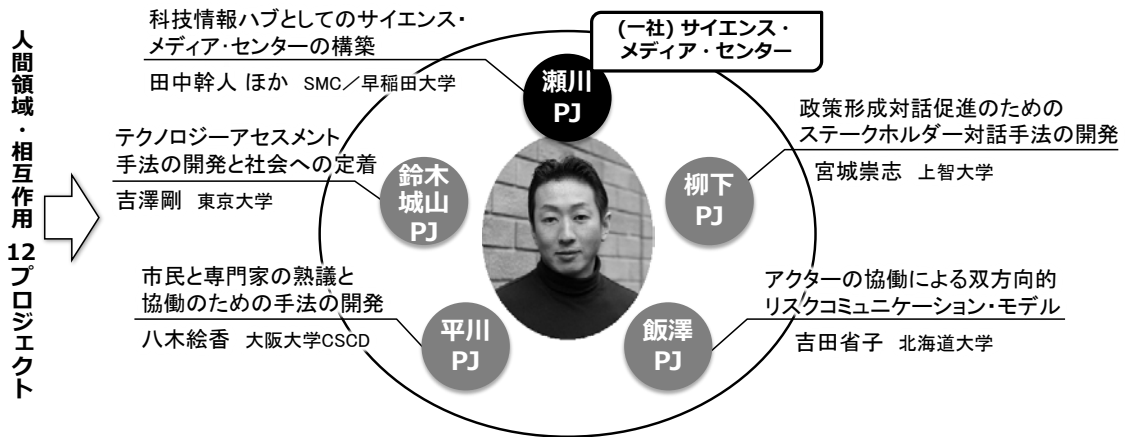 人間領域・相互作用 12プロジェクト
科技情報ハブとしてのサイエンス・
メディア・センターの構築
田中幹人 ほか SMC／早稲田大学
(一社) サイエンス・
メディア・センター
瀬川
PJ
テクノロジーアセスメント
手法の開発と社会への定着
吉澤剛 東京大学
鈴木
城山
PJ
政策形成対話促進のための
ステークホルダー対話手法の開発
宮城崇志 上智大学
柳下
PJ
市民と専門家の熟議と
協働のための手法の開発
八木絵香 大阪大学CSCD
平川
PJ
アクターの協働による双方向的
リスクコミュニケーション・モデル
吉田省子 北海道大学
飯澤
PJ